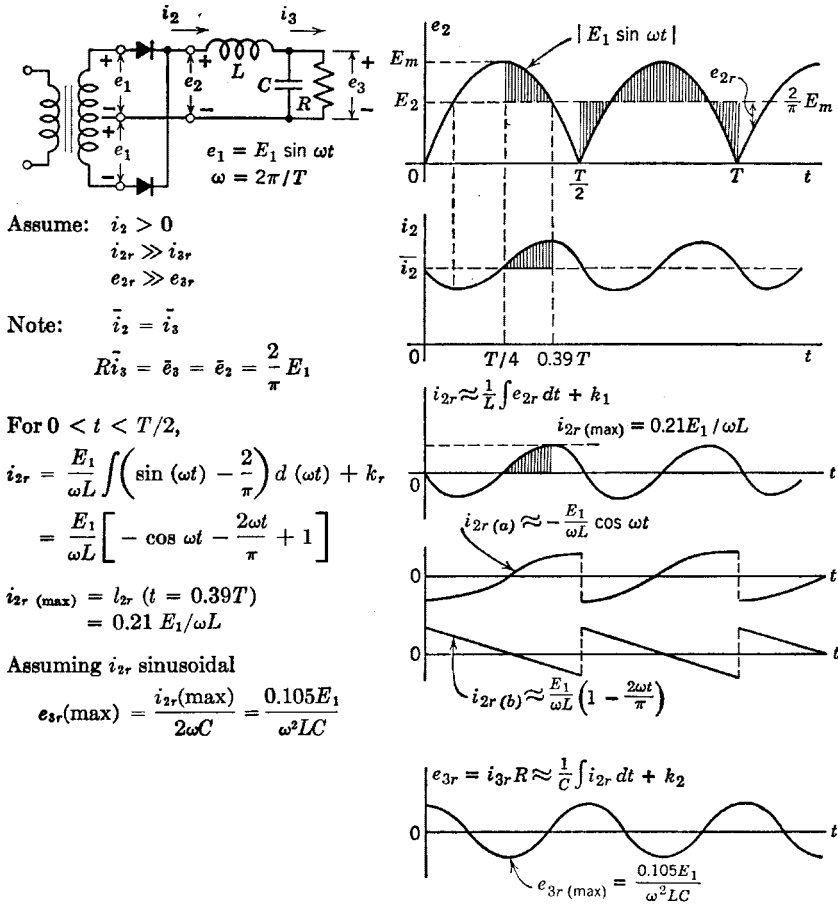 i₂ i₃
+ + L + +
e₁ e₂ C R e₃
− − − −
+
e₁
−
e₁ = E₁ sin ωt
ω = 2π/T
Assume: i₂ > 0
i₂ᵣ ≫ i₃ᵣ
e₂ᵣ ≫ e₃ᵣ
Note: ī₂ = ī₃
Rī₃ = ē₃ = ē₂ = 2/π E₁
For 0 < t < T/2,
i₂ᵣ = E₁/ωL ∫(sin (ωt) − 2/π) d (ωt) + kᵣ
= E₁/ωL [− cos ωt − 2ωt/π + 1]
i₂ᵣ (max) = l₂ᵣ (t = 0.39T)
= 0.21 E₁/ωL
Assuming i₂ᵣ sinusoidal
e₃ᵣ(max) = i₂ᵣ(max)/2ωC = 0.105E₁/ω²LC
e₂
|E₁ sin ωt|
Eₘ
e₂ᵣ
E₂
2/π Eₘ
0 T/2 T t
i₂
ī₂
0 T/4 0.39T t
i₂ᵣ ≈ 1/L ∫e₂ᵣ dt + k₁
i₂ᵣ (max) = 0.21E₁/ωL
0 t
i₂ᵣ (a) ≈ − E₁/ωL cos ωt
0 t
0 t
i₂ᵣ (b) ≈ E₁/ωL (1 − 2ωt/π)
e₃ᵣ = i₃ᵣR ≈ 1/C ∫i₂ᵣ dt + k₂
0 t
e₃ᵣ (max) = 0.105E₁/ω²LC